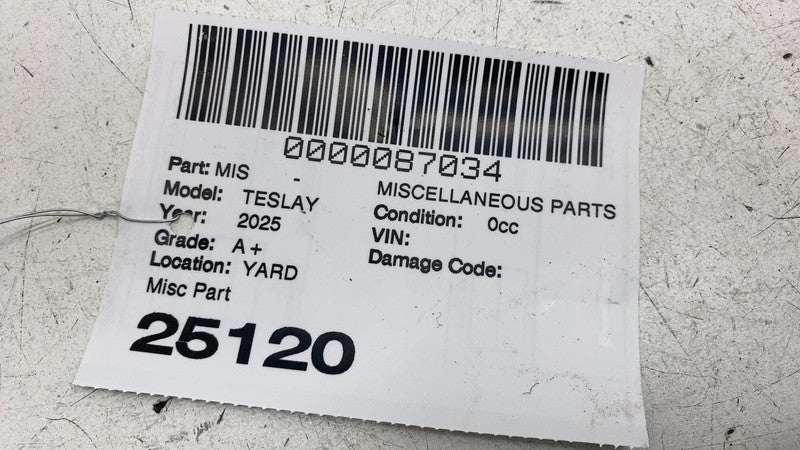 0000087034
Part: MIS - MISCELLANEOUS PARTS
Model: TESLAY Condition: 0cc
Year: 2025 VIN:
Grade: A+ Damage Code:
Location: YARD
Misc Part
25120